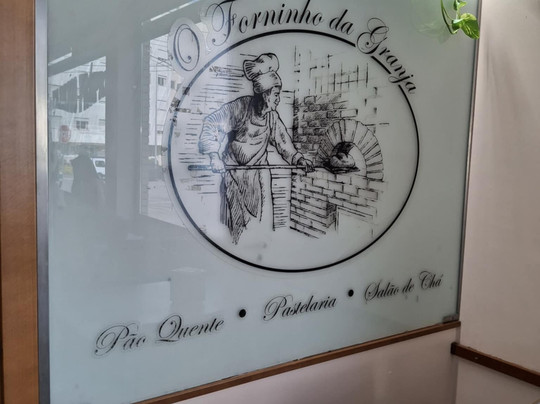 O Forninho da Granja
Pão Quente • Pastelaria • Salão de Chá